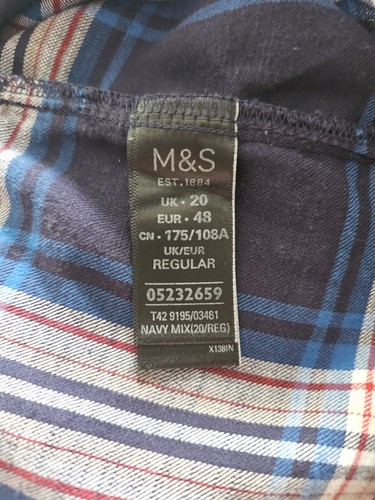 M&S
EST.1884
UK • 20
EUR • 48
CN • 175/108A
UK/EUR
REGULAR
05232659
T42 9195/03461
NAVY MIX(20/REG)
X138IN